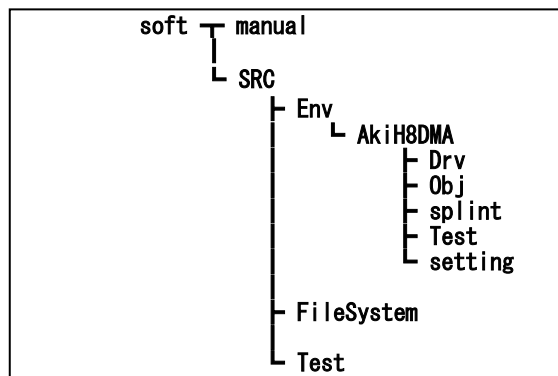 soft manual
SRC
Env
AkiH8DMA
Drv
Obj
splint
Test
setting
FileSystem
Test